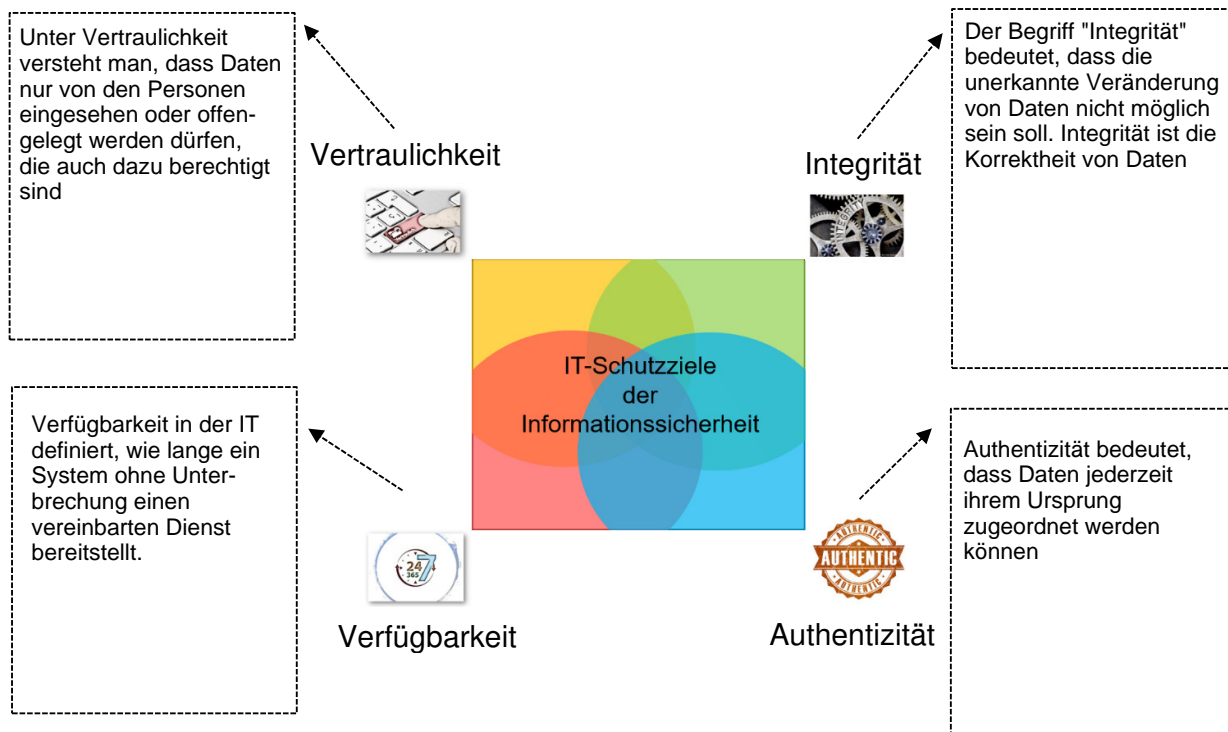 Unter Vertraulichkeit
versteht man, dass Daten
nur von den Personen
eingesehen oder offen-
gelegt werden dürfen,
die auch dazu berechtigt
sind
Vertraulichkeit
Der Begriff "Integrität"
bedeutet, dass die
unerkannte Veränderung
von Daten nicht möglich
sein soll. Integrität ist die
Korrektheit von Daten
Integrität
INTEGRITY
IT-Schutzziele
der
Informationssicherheit
Verfügbarkeit in der IT
definiert, wie lange ein
System ohne Unter-
brechung einen
vereinbarten Dienst
bereitstellt.
24
7
365
Verfügbarkeit
Authentizität bedeutet,
dass Daten jederzeit
ihrem Ursprung
zugeordnet werden
können
AUTHENTIC
AUTHENTIC
AUTHENTIC
Authentizität